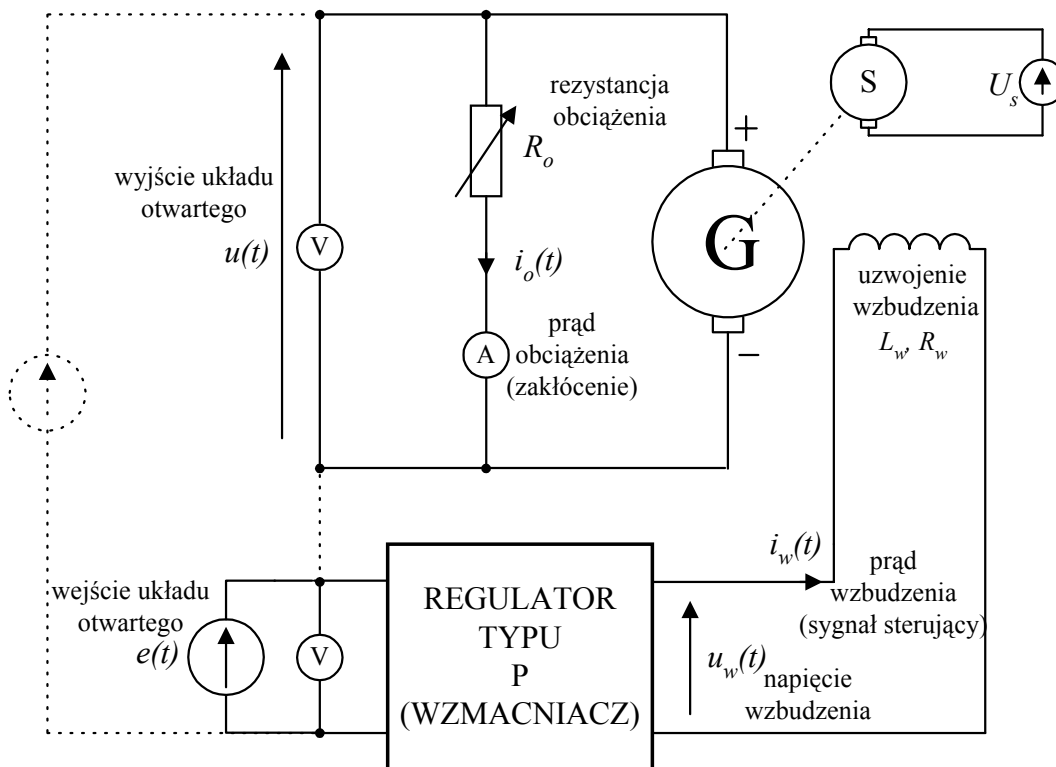 S
U_s
rezystancja
obciążenia
R_o
+
wyjście układu
otwartego
u(t)
V
G
i_o(t)
uzwojenie
wzbudzenia
L_w, R_w
prąd
obciążenia
(zakłócenie)
A
–
i_w(t)
prąd
wzbudzenia
(sygnał sterujący)
wejście układu
otwartego
e(t)
V
REGULATOR
TYPU
P
(WZMACNIACZ)
u_w(t)
napięcie
wzbudzenia